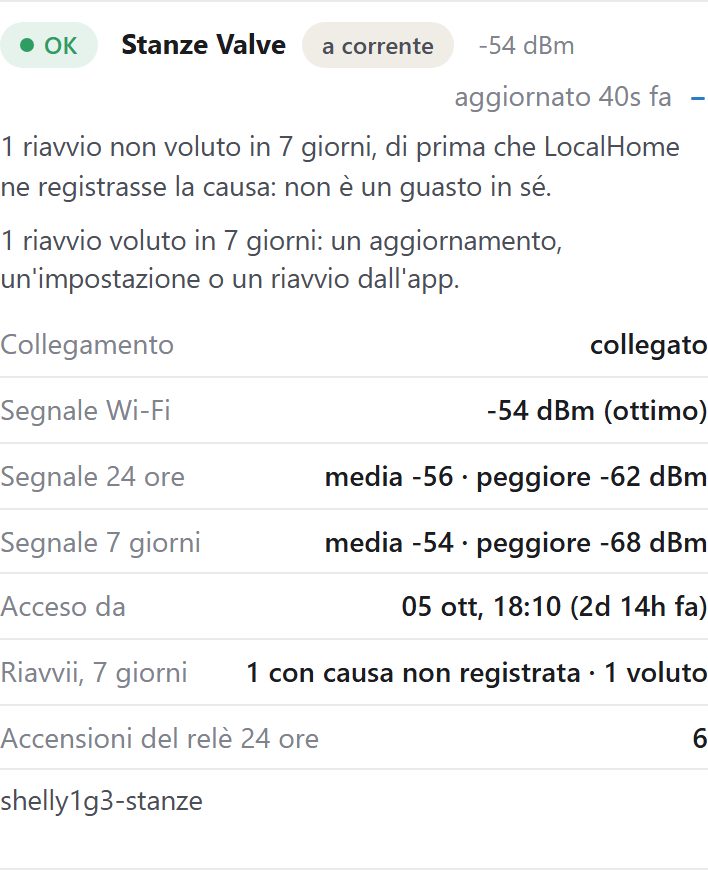 OK Stanze Valve a corrente -54 dBm
aggiornato 40s fa –
1 riavvio non voluto in 7 giorni, di prima che LocalHome
ne registrasse la causa: non è un guasto in sé.
1 riavvio voluto in 7 giorni: un aggiornamento,
un'impostazione o un riavvio dall'app.
Collegamento collegato
Segnale Wi-Fi -54 dBm (ottimo)
Segnale 24 ore media -56 · peggiore -62 dBm
Segnale 7 giorni media -54 · peggiore -68 dBm
Acceso da 05 ott, 18:10 (2d 14h fa)
Riavvii, 7 giorni 1 con causa non registrata · 1 voluto
Accensioni del relè 24 ore 6
shelly1g3-stanze